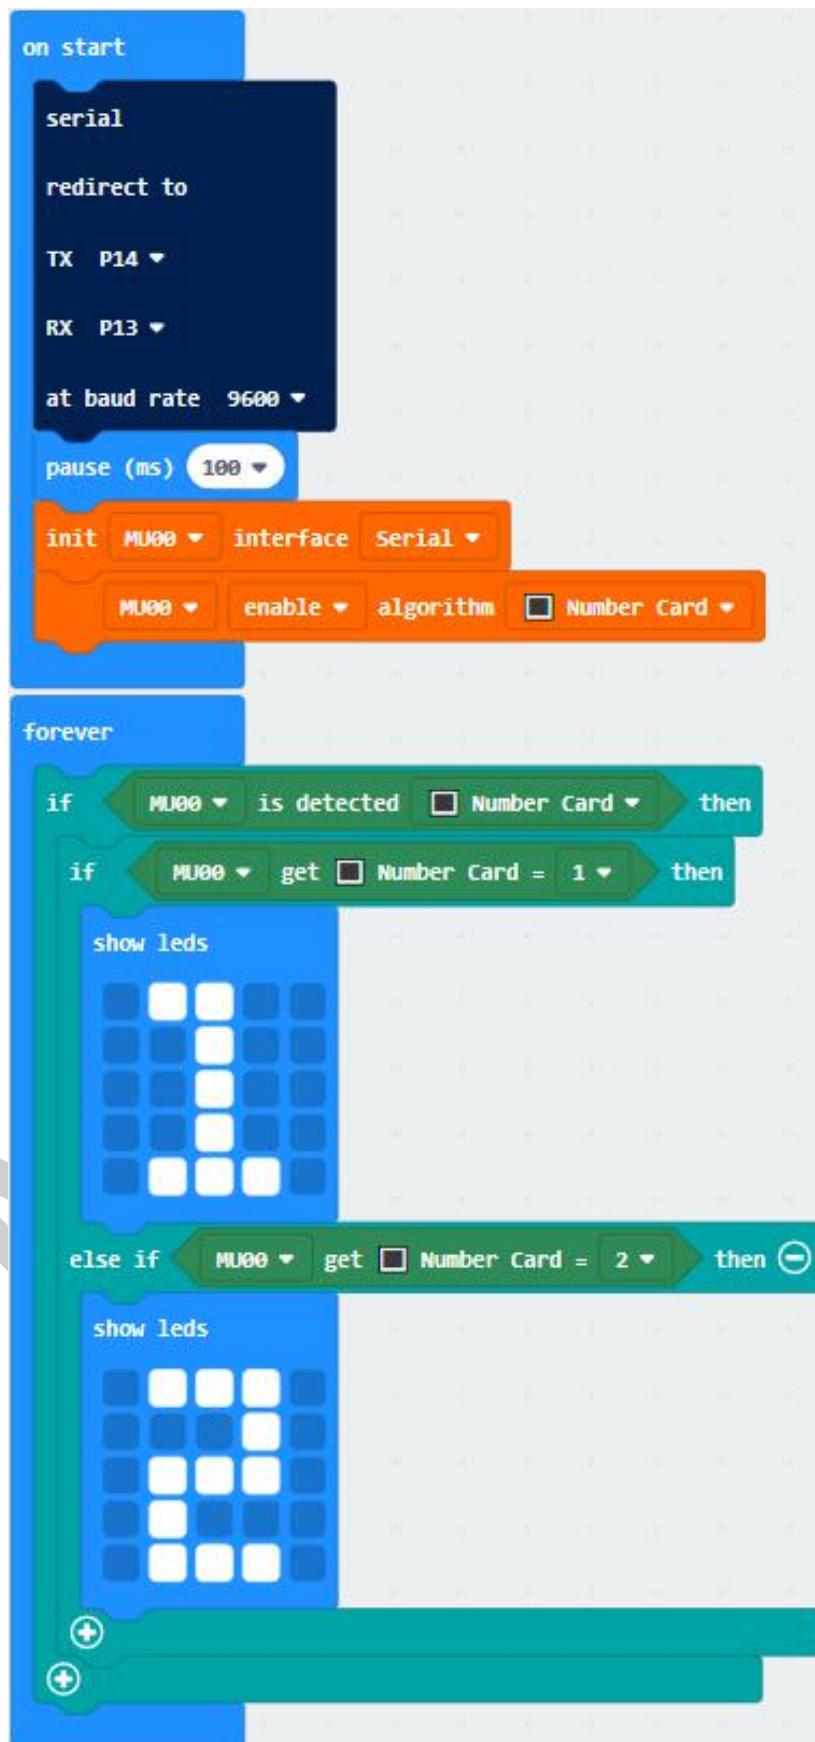 on start
serial
redirect to
TX P14
RX P13
at baud rate 9600
pause (ms) 100
init MU00 interface Serial
MU00 enable algorithm Number Card
forever
if MU00 is detected Number Card then
if MU00 get Number Card = 1 then
show leds
else if MU00 get Number Card = 2 then
show leds